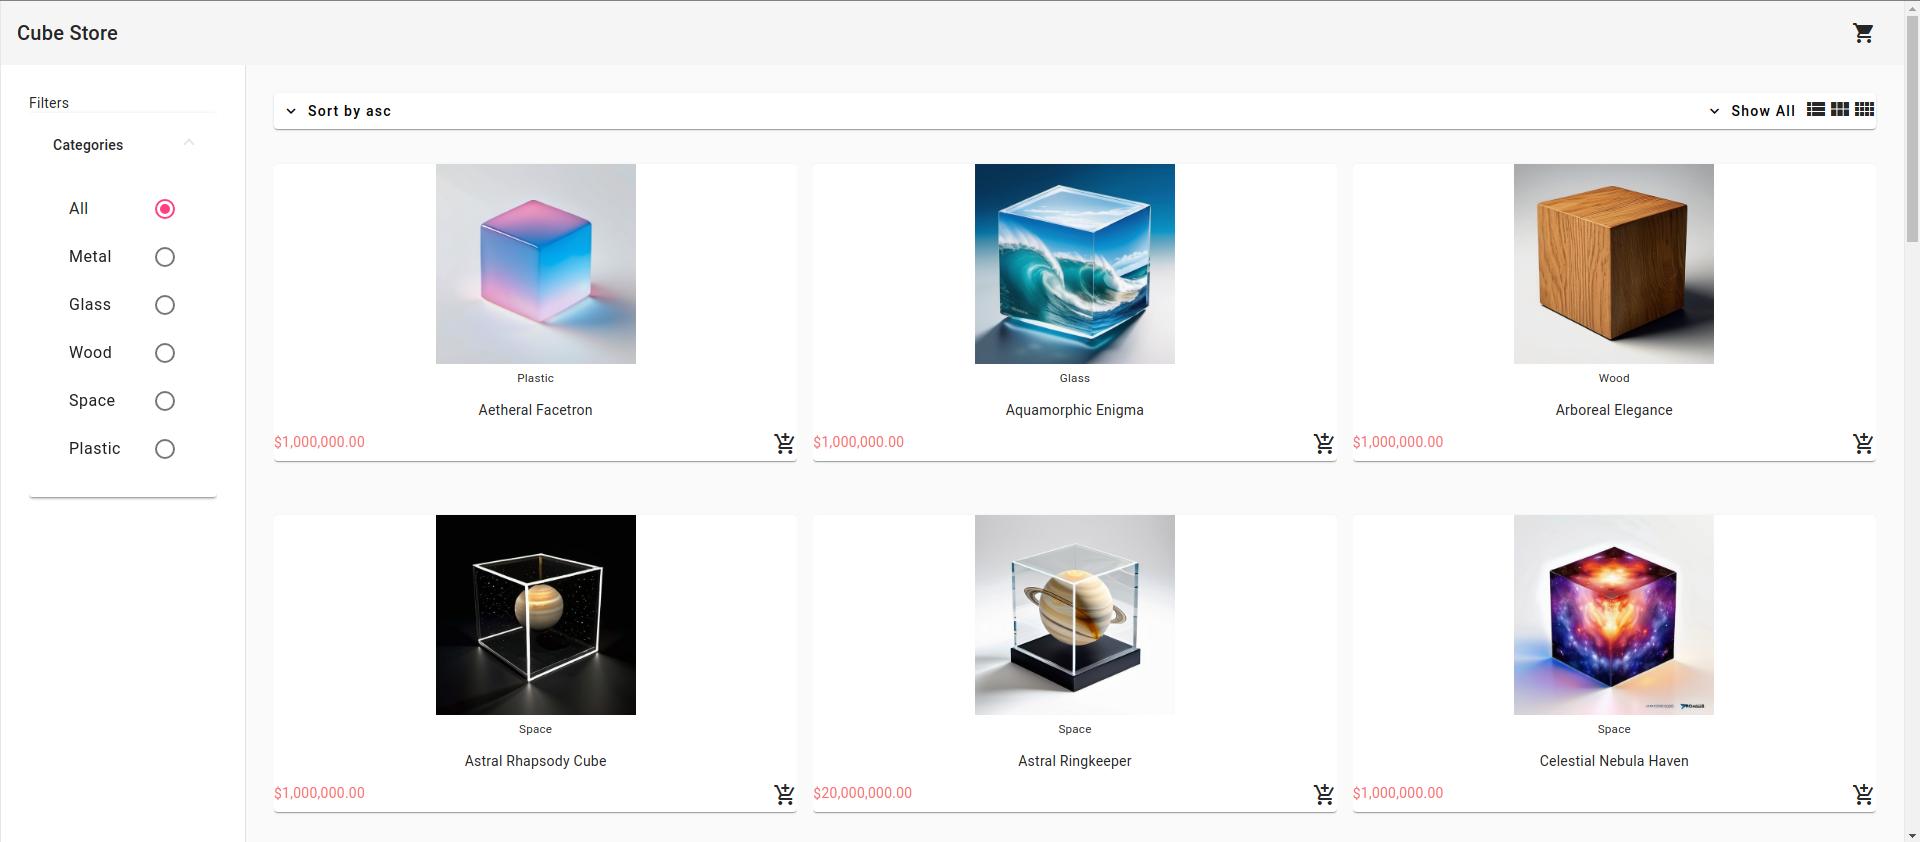 Cube Store
Filters
Categories
All
Metal
Glass
Wood
Space
Plastic
Sort by asc
Show All
Plastic
Aetheral Facetron
$1,000,000.00
Glass
Aquamorphic Enigma
$1,000,000.00
Wood
Arboreal Elegance
$1,000,000.00
Space
Astral Rhapsody Cube
$1,000,000.00
Space
Astral Ringkeeper
$20,000,000.00
Space
Celestial Nebula Haven
$1,000,000.00